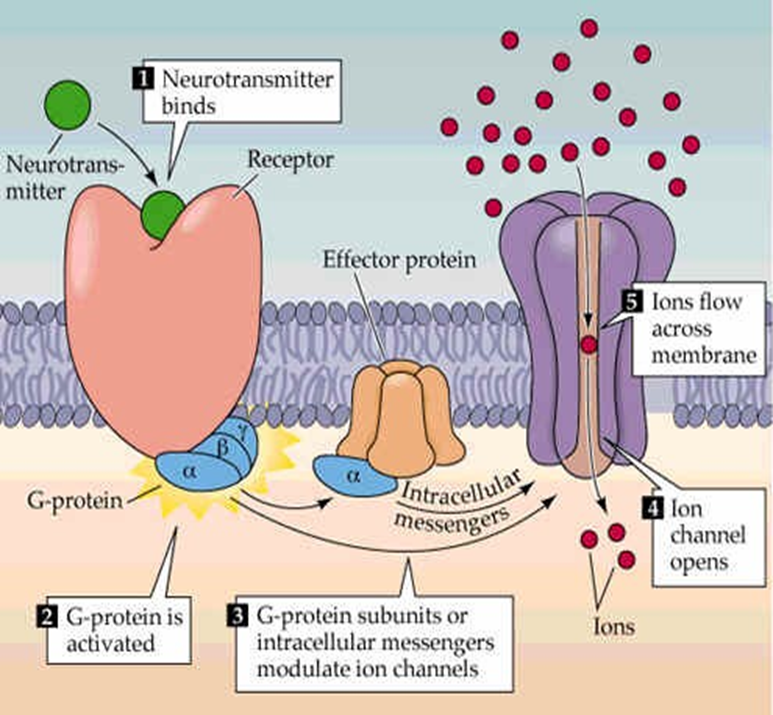 1 Neurotransmitter
binds
Neurotrans-
mitter
Receptor
Effector protein
5 Ions flow
across
membrane
γ
β
α
α
G-protein
Intracellular
messengers
4 Ion
channel
opens
2 G-protein is
activated
3 G-protein subunits or
intracellular messengers
modulate ion channels
Ions